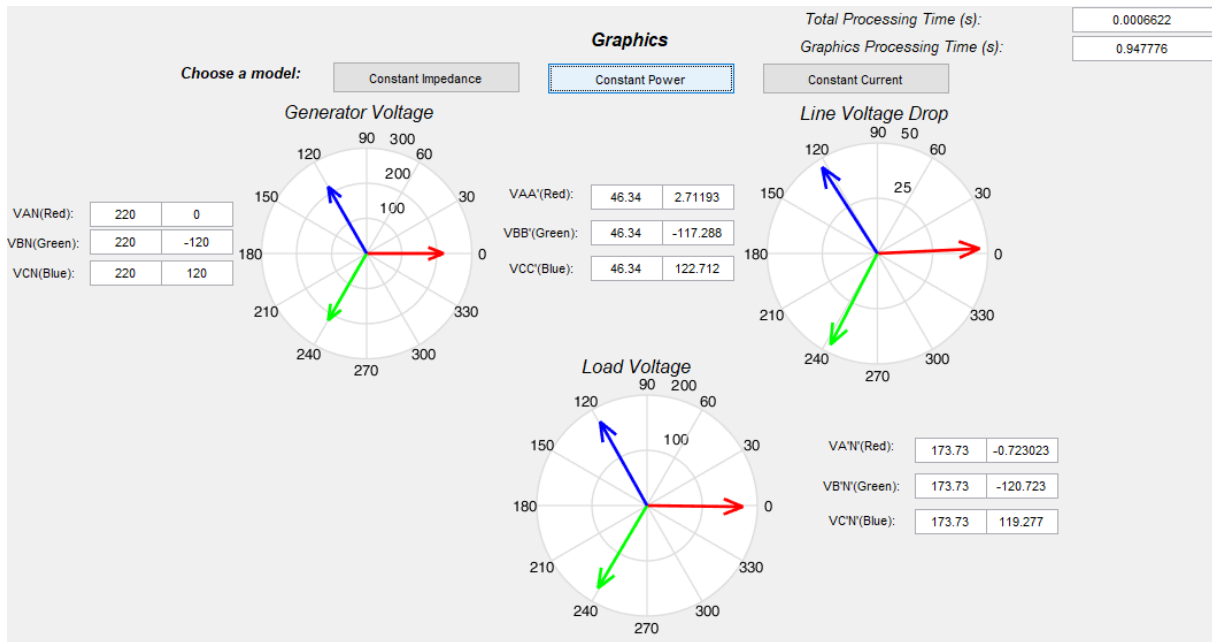 Total Processing Time (s): 0.0006622
Graphics
Graphics Processing Time (s): 0.947776
Choose a model: Constant Impedance Constant Power Constant Current
Generator Voltage
90 300
120 60
200
150 100 30
180 0
210 330
240 300
270
VAN(Red): 220 0
VBN(Green): 220 -120
VCN(Blue): 220 120
Line Voltage Drop
90 50
120 60
25
150 30
180 0
210 330
240 300
270
VAA'(Red): 46.34 2.71193
VBB'(Green): 46.34 -117.288
VCC'(Blue): 46.34 122.712
Load Voltage
90 200
120 60
100
150 30
180 0
210 330
240 300
270
VA'N'(Red): 173.73 -0.723023
VB'N'(Green): 173.73 -120.723
VC'N'(Blue): 173.73 119.277